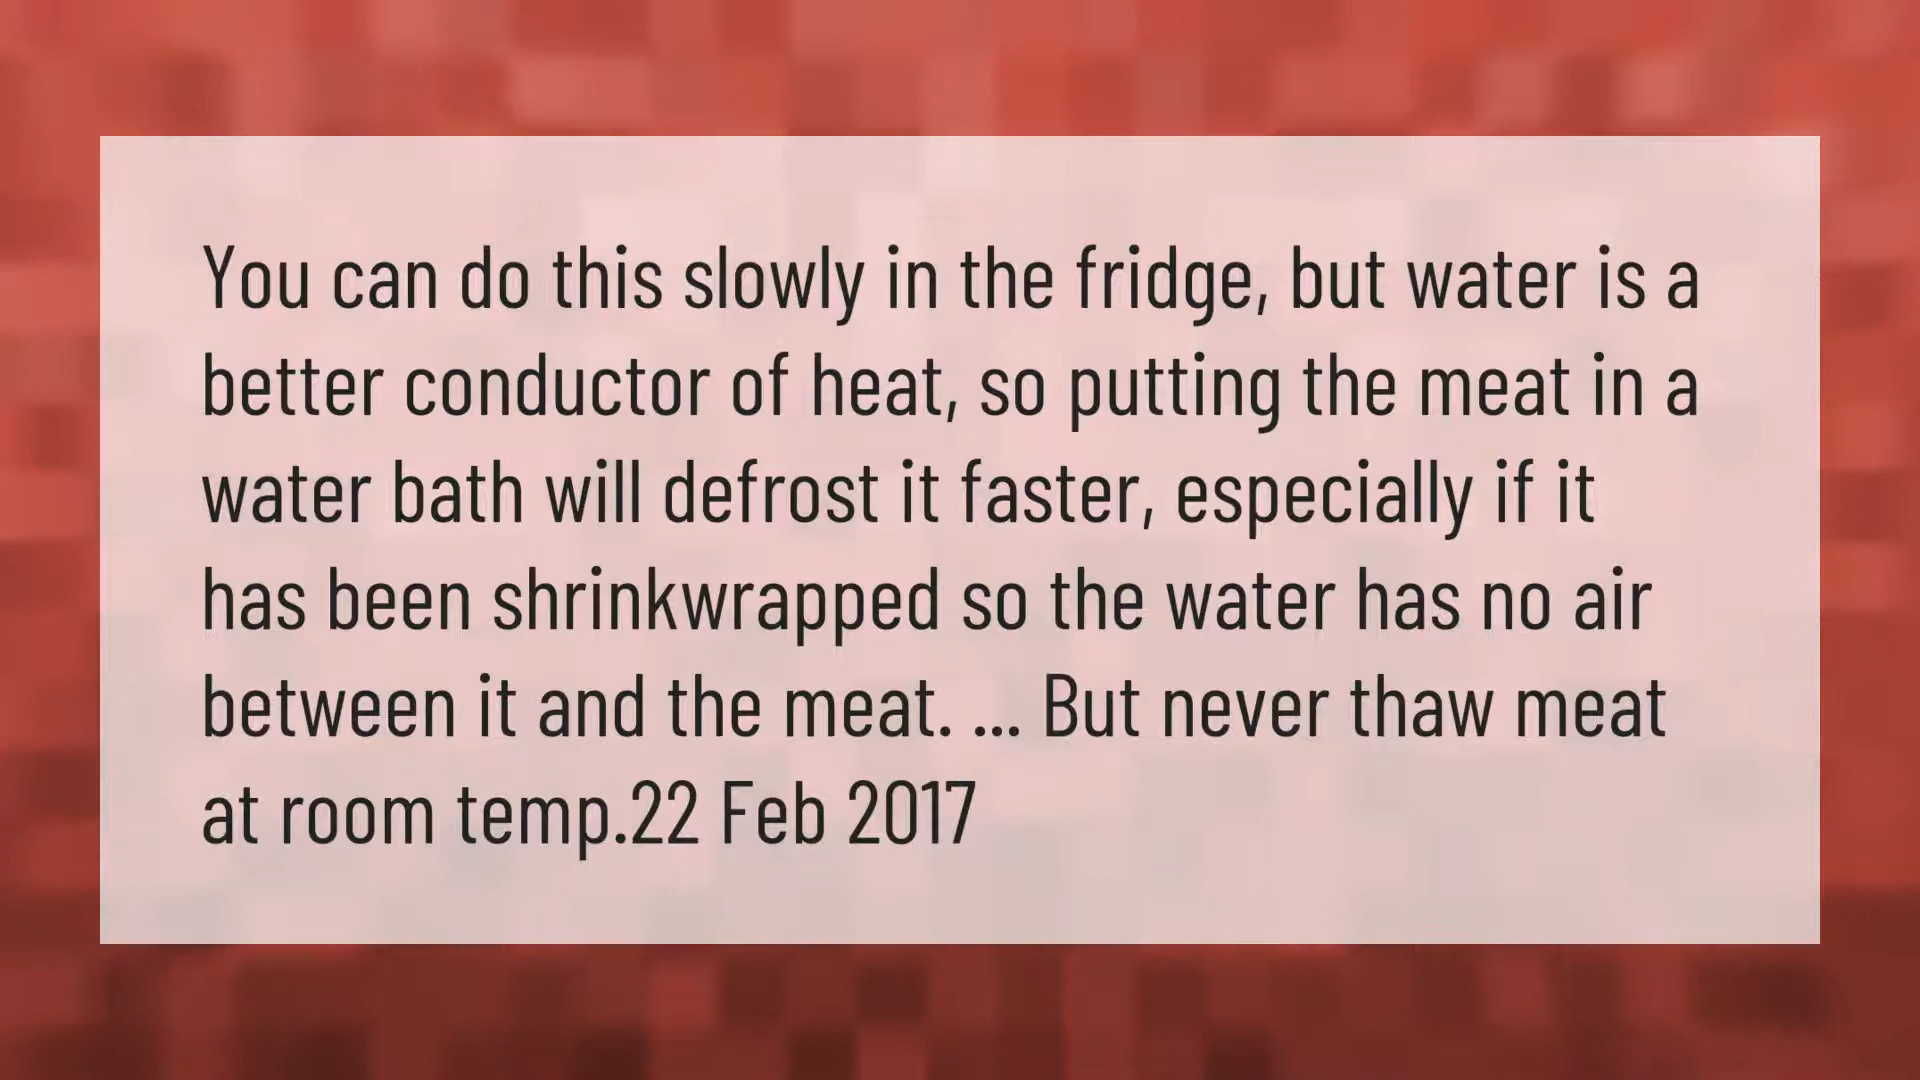 You can do this slowly in the fridge, but water is a
better conductor of heat, so putting the meat in a
water bath will defrost it faster, especially if it
has been shrinkwrapped so the water has no air
between it and the meat. ... But never thaw meat
at room temp.22 Feb 2017